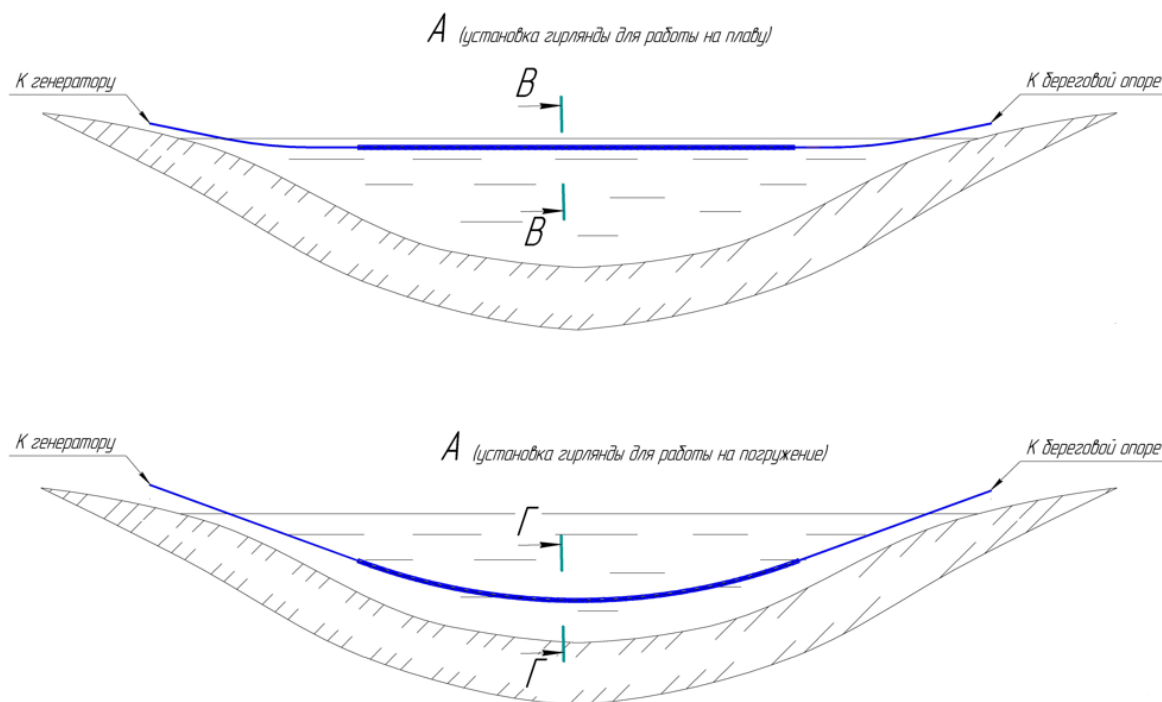 А (установка гирлянды для работы на плаву)
К генератору
В
К береговой опоре
В
А (установка гирлянды для работы на погружение)
К генератору
К береговой опоре
Г
Г